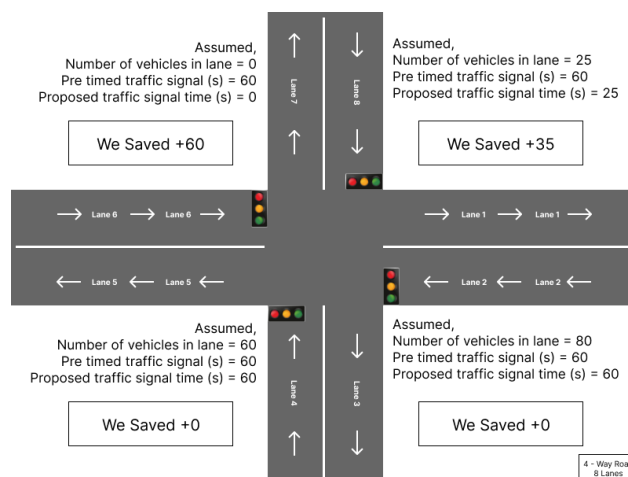 Assumed,
Number of vehicles in lane = 0
Pre timed traffic signal (s) = 60
Proposed traffic signal time (s) = 0
We Saved +60
Lane 7
Lane 8
Assumed,
Number of vehicles in lane = 25
Pre timed traffic signal (s) = 60
Proposed traffic signal time (s) = 25
We Saved +35
Lane 6 Lane 6
Lane 1 Lane 1
Lane 5 Lane 5
Lane 2 Lane 2
Assumed,
Number of vehicles in lane = 60
Pre timed traffic signal (s) = 60
Proposed traffic signal time (s) = 60
We Saved +0
Lane 4
Lane 3
Assumed,
Number of vehicles in lane = 80
Pre timed traffic signal (s) = 60
Proposed traffic signal time (s) = 60
We Saved +0
4 - Way Roa
8 Lanes